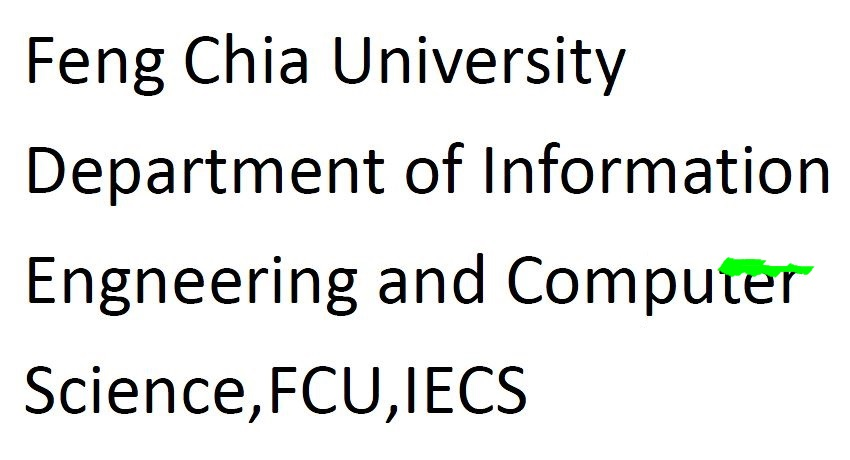 Feng Chia University
Department of Information
Engneering and Computer
Science,FCU,IECS